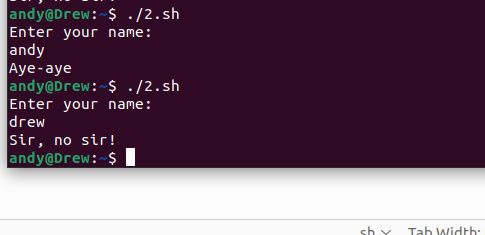 andy@Drew:~$ ./2.sh
Enter your name:
andy
Aye-aye
andy@Drew:~$ ./2.sh
Enter your name:
drew
Sir, no sir!
andy@Drew:~$
sh Tab Width: